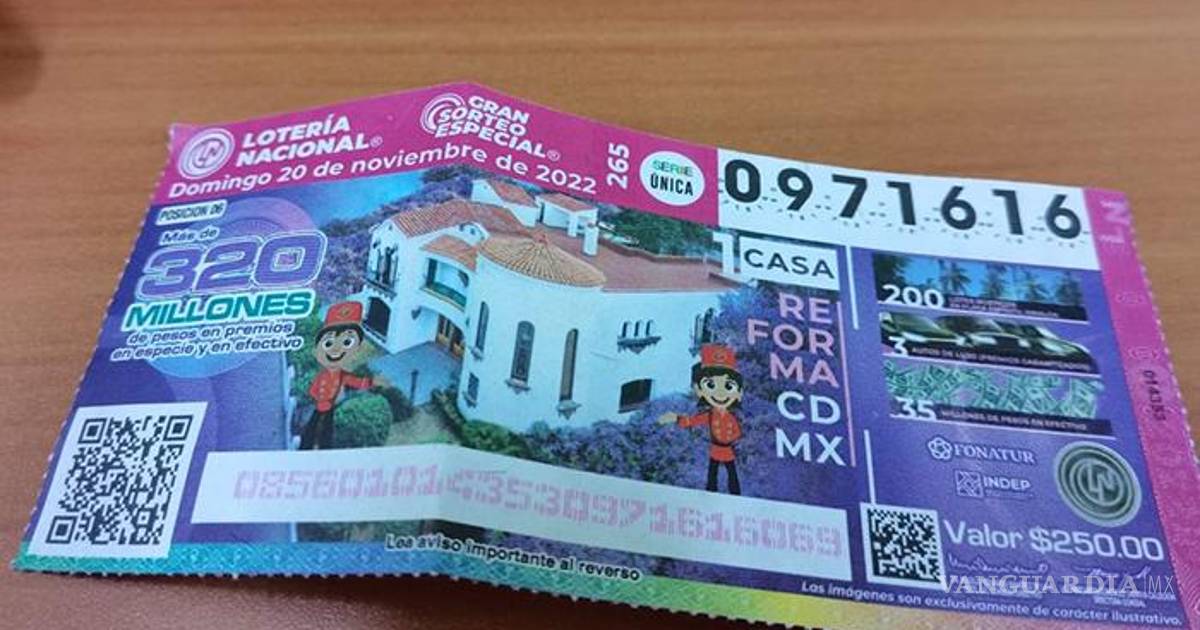 LOTERÍA
NACIONAL®
GRAN
SORTEO
ESPECIAL®
Domingo 20 de noviembre de 2022
265
SERIE
ÚNICA
0971616
POSICION 06
Más de
320
MILLONES
de pesos en premios
en especie y en efectivo
1 CASA
RE
FOR
MA
CD
MX
200
3 AUTOS DE LUJO
35 MILLONES DE PESOS EN EFECTIVO
FONATUR
INDEP
LN
Valor $250.00
Lea aviso importante al reverso
Las imágenes son exclusivamente de carácter ilustrativo.
VANGUARDIA MX